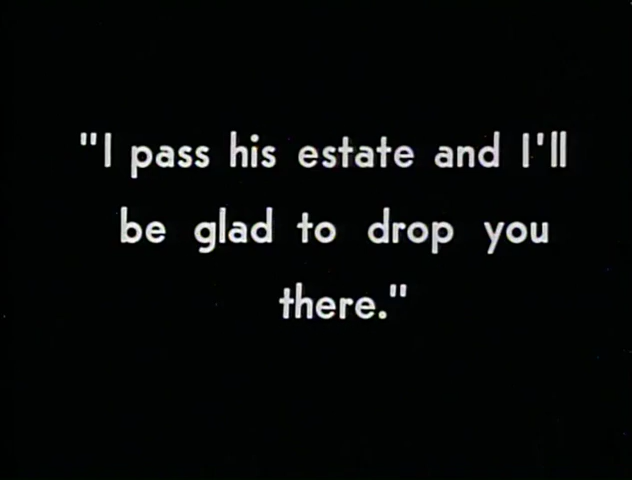 "I pass his estate and I'll
be glad to drop you
there."